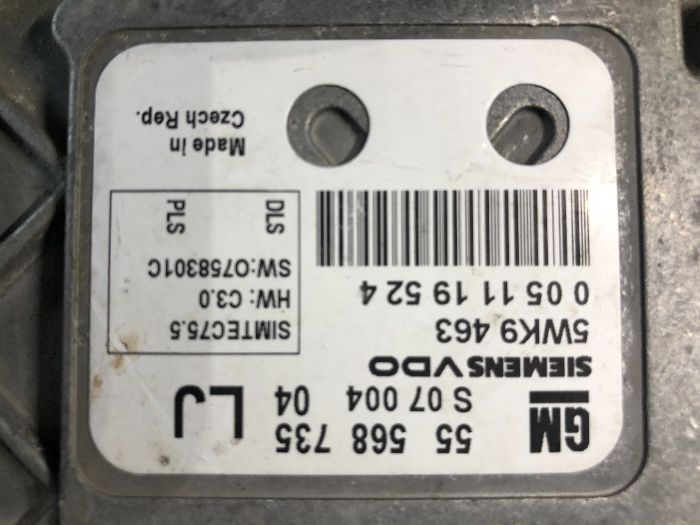 GM 55 568 735 LJ
S 07 004 04
SIEMENS VDO
5WK9 463
0 05 11 19 52 4
SIMTEC75.5
HW: C3.0
SW:O758301C
DLS PLS
Made in
Czech Rep.